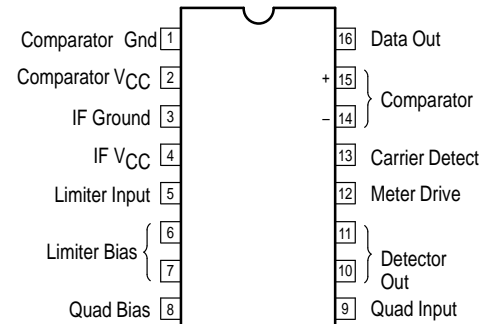 Comparator Gnd 1
Comparator VCC 2
IF Ground 3
IF VCC 4
Limiter Input 5
Limiter Bias
6
7
Quad Bias 8
16 Data Out
+ 15
– 14
Comparator
13 Carrier Detect
12 Meter Drive
11
10
Detector
Out
9 Quad Input